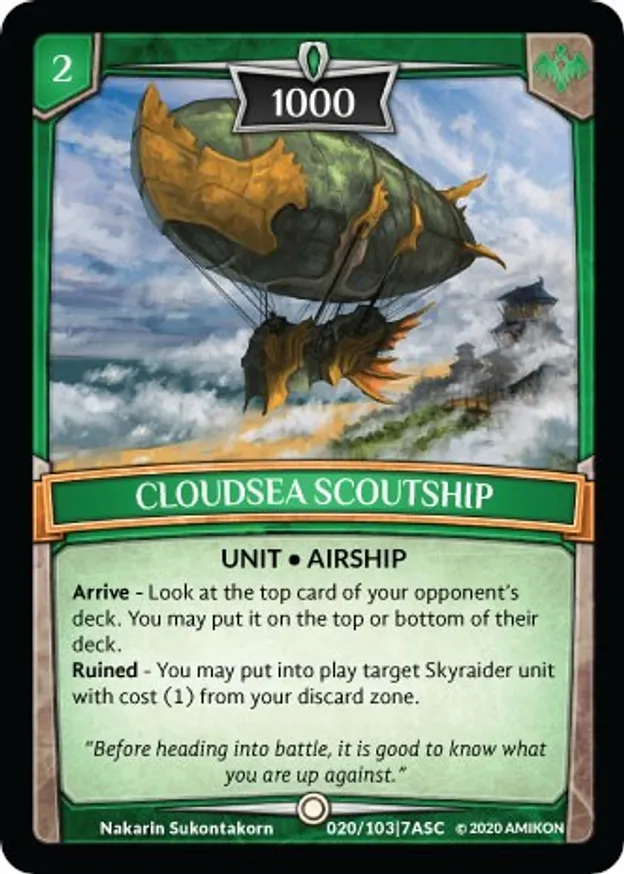 2
1000
CLOUDSEA SCOUTSHIP
UNIT ● AIRSHIP
Arrive - Look at the top card of your opponent's
deck. You may put it on the top or bottom of their
deck.
Ruined - You may put into play target Skyraider unit
with cost (1) from your discard zone.
"Before heading into battle, it is good to know what
you are up against."
Nakarin Sukontakorn 020/103|7ASC © 2020 AMIKON